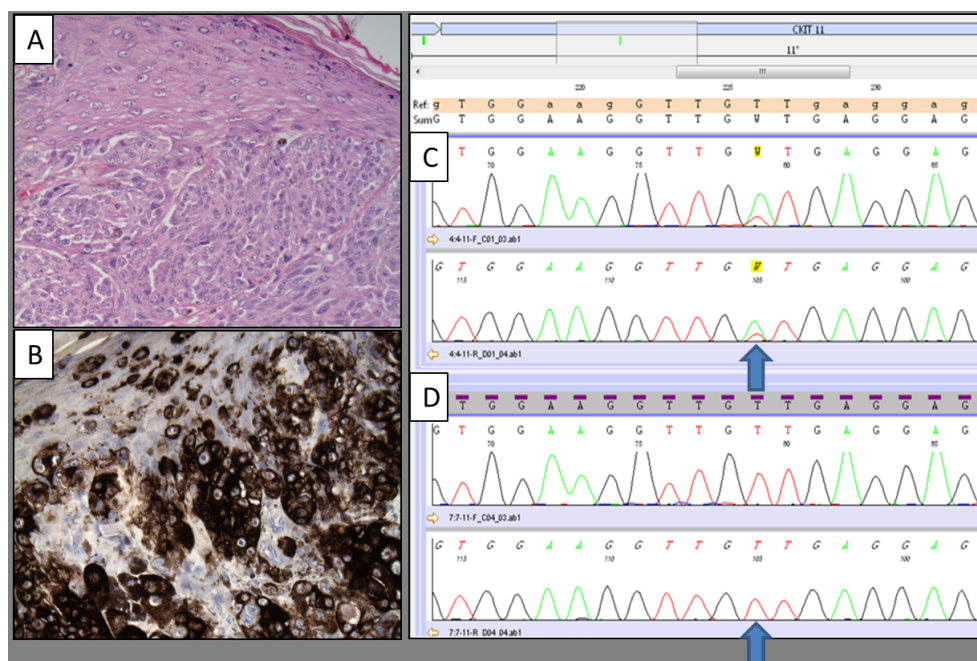 A
B
CKIT 11
11"
220 225 230
Ref: g T G G a a g G T T G T T g a g g a g
Sum G T G G A A G G T T G W T G A G G A G
C
T G G A A G G T T G W T G A G G A G
70 75 80 85
4:4-11-F_C01_03.ab1
G T G G A A G G T T G W T G A G G A G
115 110 105 100
4:4-11-R_D01_04.ab1
D
T G G A A G G T T G T T G A G G A G
G T G G A A G G T T G T T G A G G A G
70 75 80 85
7:7-11-F_C04_03.ab1
G T G G A A G G T T G T T G A G G A G
115 110 105 100
7:7-11-R_D04_04.ab1